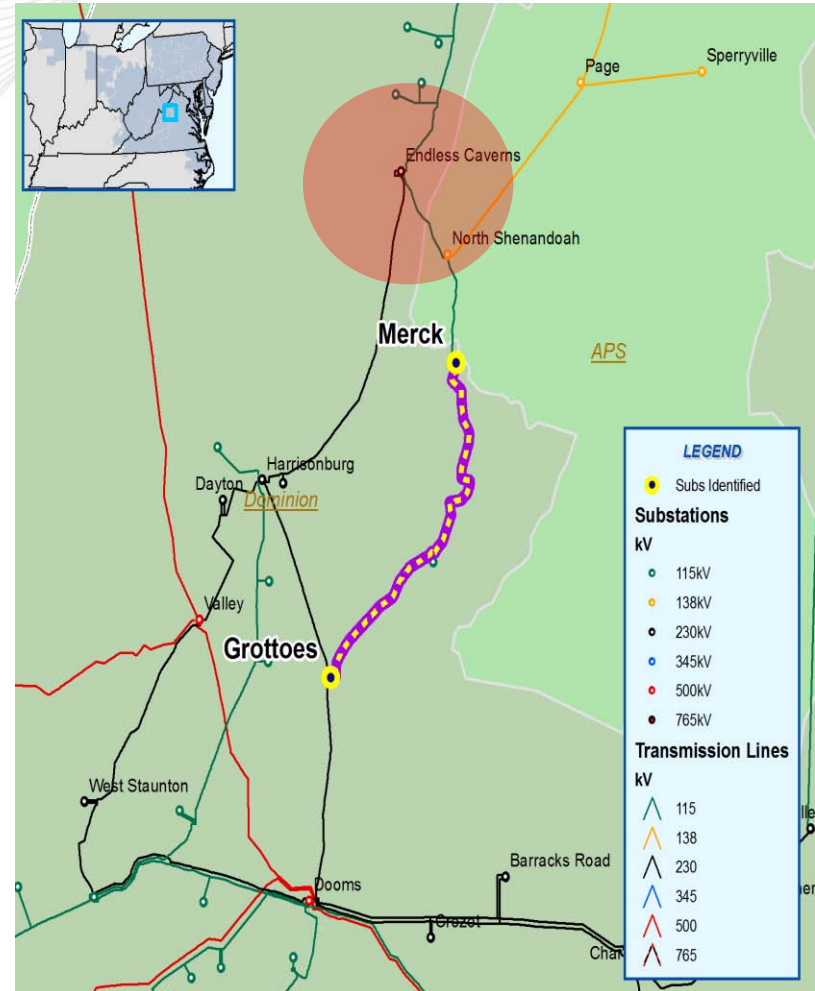 Sperryville
Page
Endless Caverns
North Shenandoah
Merck
APS
Harrisonburg
Dayton
Dominion
Valley
Grottoes
West Staunton
Dooms
Barracks Road
Crozet
LEGEND
Subs Identified
Substations
kV
115kV
138kV
230kV
345kV
500kV
765kV
Transmission Lines
kV
115
138
230
345
500
765